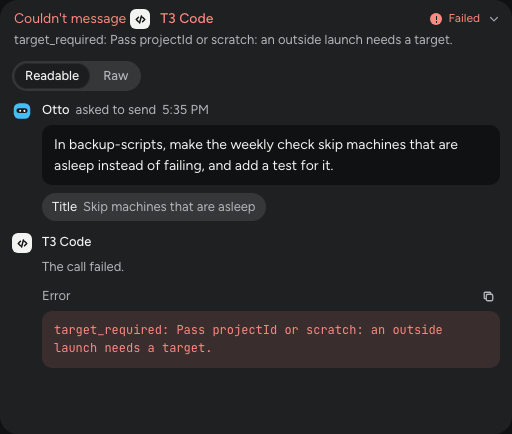 Couldn't message T3 Code Failed
target_required: Pass projectId or scratch: an outside launch needs a target.
Readable Raw
Otto asked to send 5:35 PM
In backup-scripts, make the weekly check skip machines that are
asleep instead of failing, and add a test for it.
Title Skip machines that are asleep
T3 Code
The call failed.
Error
target_required: Pass projectId or scratch: an outside
launch needs a target.